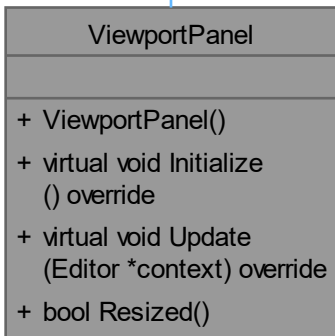 ViewportPanel
+ ViewportPanel()
+ virtual void Initialize
() override
+ virtual void Update
(Editor *context) override
+ bool Resized()